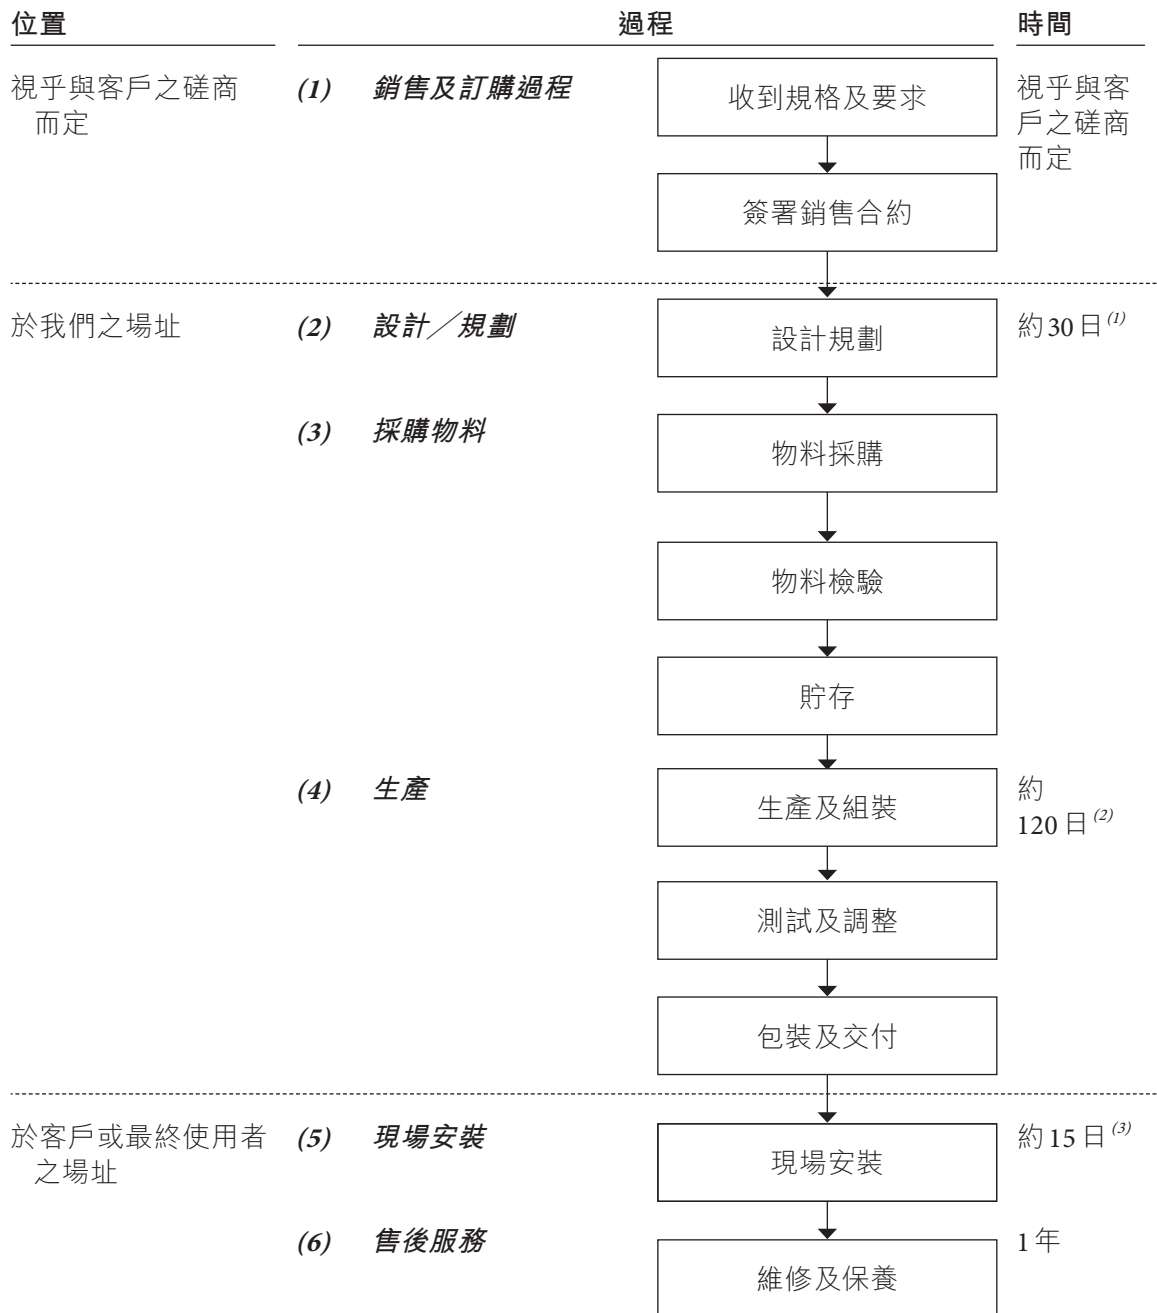 位置 過程 時間
視乎與客戶之磋商
而定
(1) 銷售及訂購過程
收到規格及要求
視乎與客
戶之磋商
而定
簽署銷售合約
於我們之場址
(2) 設計╱規劃
設計規劃
約30日(1)
(3) 採購物料
物料採購
物料檢驗
貯存
(4) 生產
生產及組裝
約
120日(2)
測試及調整
包裝及交付
於客戶或最終使用者
之場址
(5) 現場安裝
現場安裝
約15日(3)
(6) 售後服務
維修及保養
1年